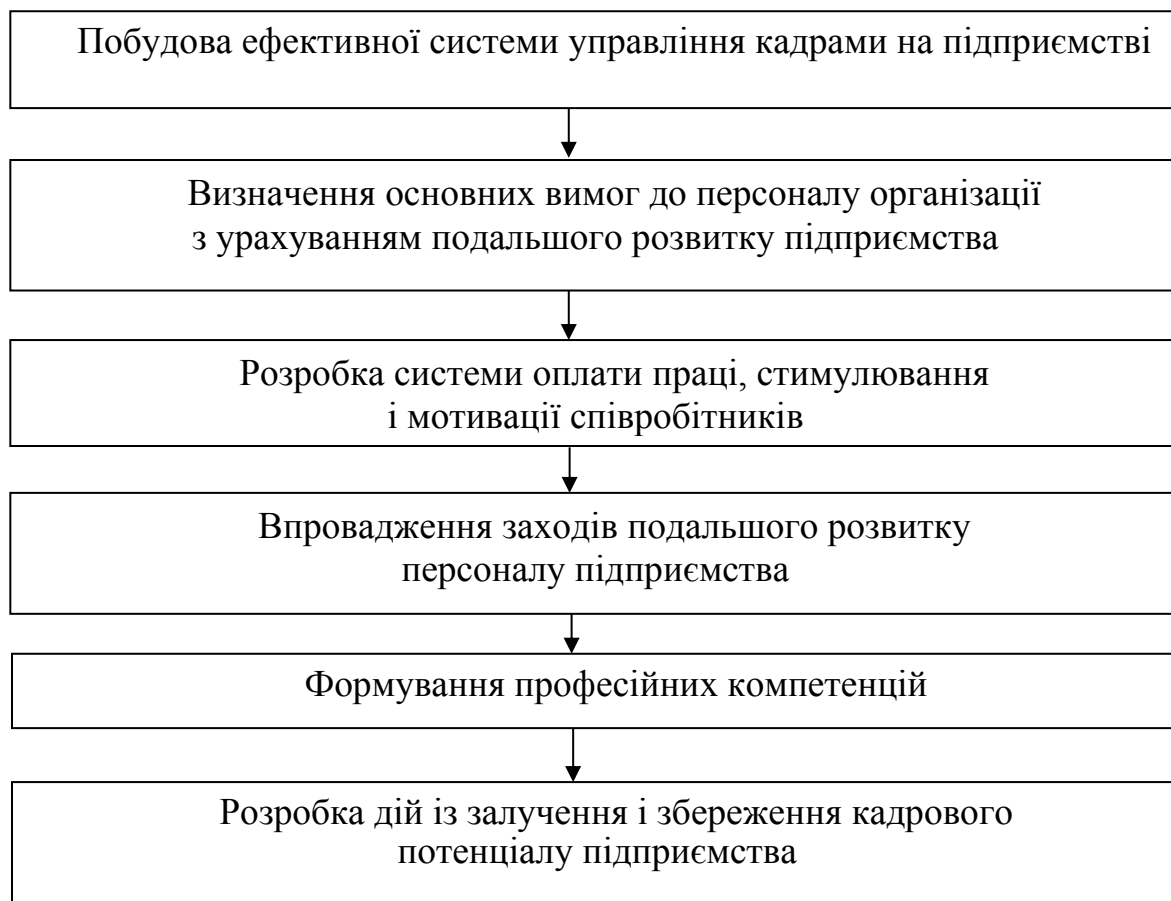 Побудова ефективної системи управління кадрами на підприємстві
Визначення основних вимог до персоналу організації
з урахуванням подальшого розвитку підприємства
Розробка системи оплати праці, стимулювання
і мотивації співробітників
Впровадження заходів подальшого розвитку
персоналу підприємства
Формування професійних компетенцій
Розробка дій із залучення і збереження кадрового
потенціалу підприємства